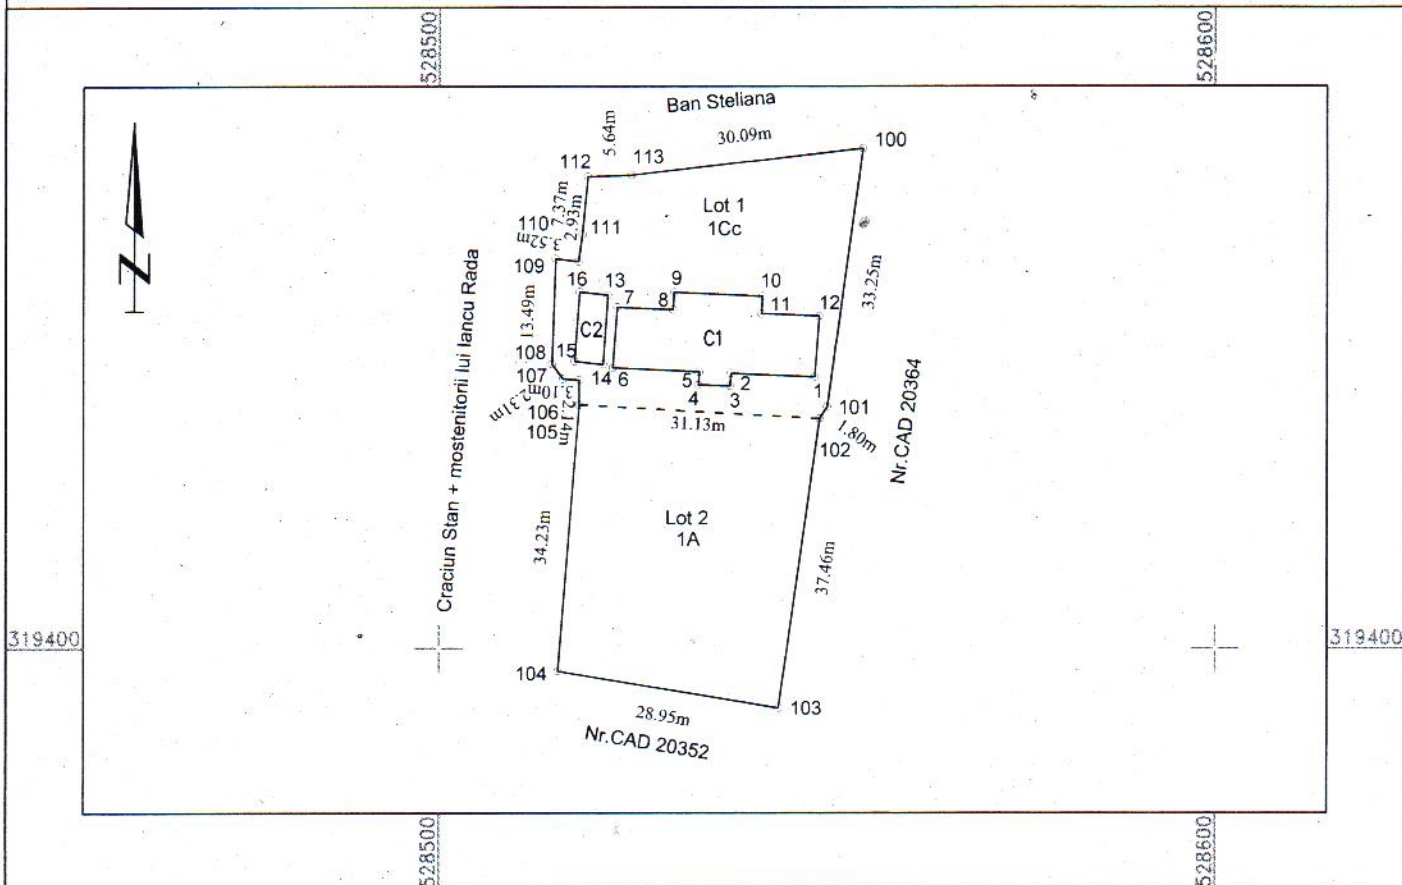 528500
528600
Ban Steliana
5.64m
30.09m
100
112
113
7.37m
2.93m
Lot 1
1Cc
110
111
3.52m
109
N
16
13
9
10
7
8
11
12
33.25m
13.49m
C2
C1
108
15
107
14
6
5
2
1
4
3
3.10m
2.31m
106
2.14m
101
105
31.13m
1.80m
102
Craciun Stan + mostenitorii lui Iancu Rada
Nr.CAD 20364
Lot 2
1A
34.23m
37.46m
319400
319400
104
103
28.95m
Nr.CAD 20352
528500
528600